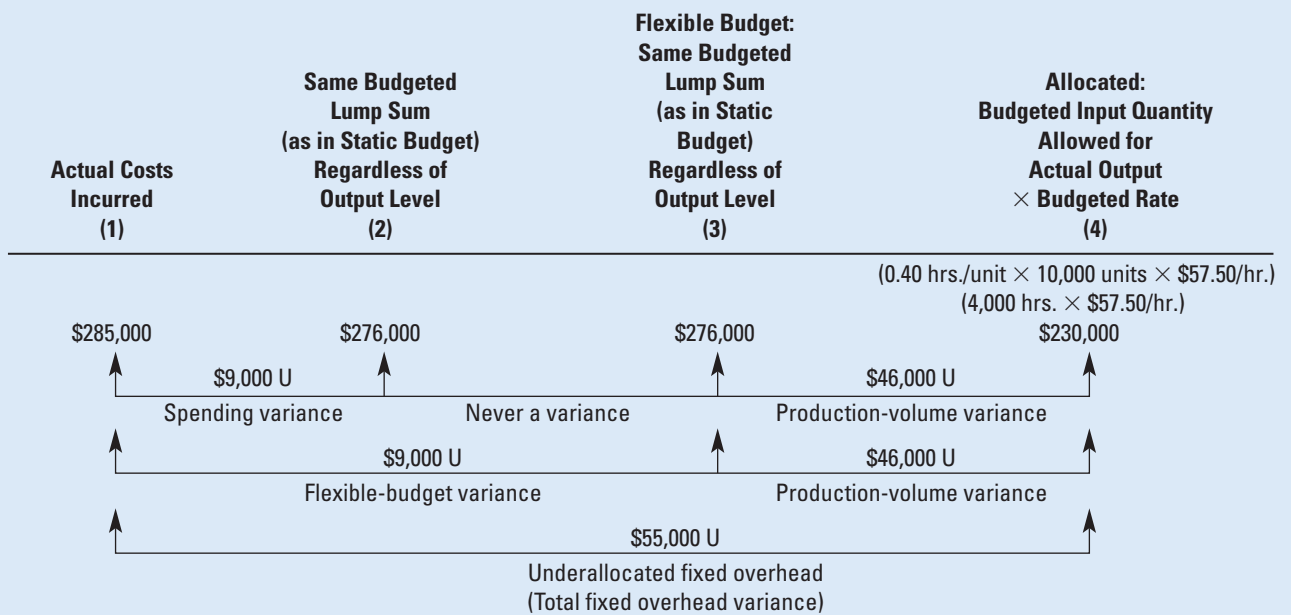 Actual Costs
Incurred
(1)
Same Budgeted
Lump Sum
(as in Static Budget)
Regardless of
Output Level
(2)
Flexible Budget:
Same Budgeted
Lump Sum
(as in Static
Budget)
Regardless of
Output Level
(3)
Allocated:
Budgeted Input Quantity
Allowed for
Actual Output
× Budgeted Rate
(4)
(0.40 hrs./unit × 10,000 units × $57.50/hr.)
(4,000 hrs. × $57.50/hr.)
$285,000 $276,000 $276,000 $230,000
$9,000 U $46,000 U
Spending variance Never a variance Production-volume variance
$9,000 U $46,000 U
Flexible-budget variance Production-volume variance
$55,000 U
Underallocated fixed overhead
(Total fixed overhead variance)